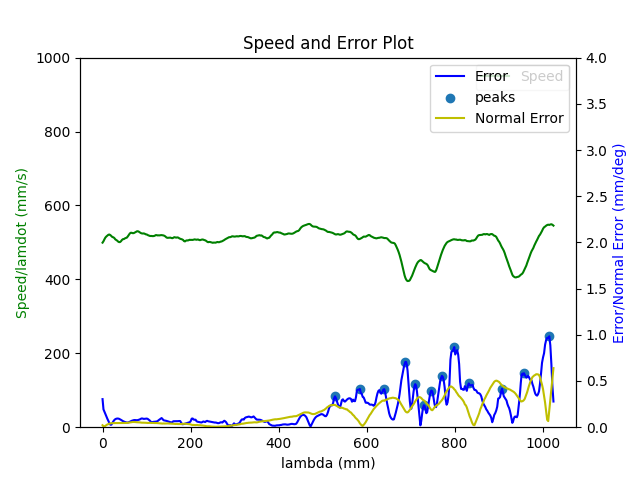 Speed and Error Plot
Speed/lamdot (mm/s)
1000
800
600
400
200
0
4.0
3.5
3.0
2.5
2.0
1.5
1.0
0.5
0.0
Error/Normal Error (mm/deg)
Error
Speed
peaks
Normal Error
0 200 400 600 800 1000
lambda (mm)